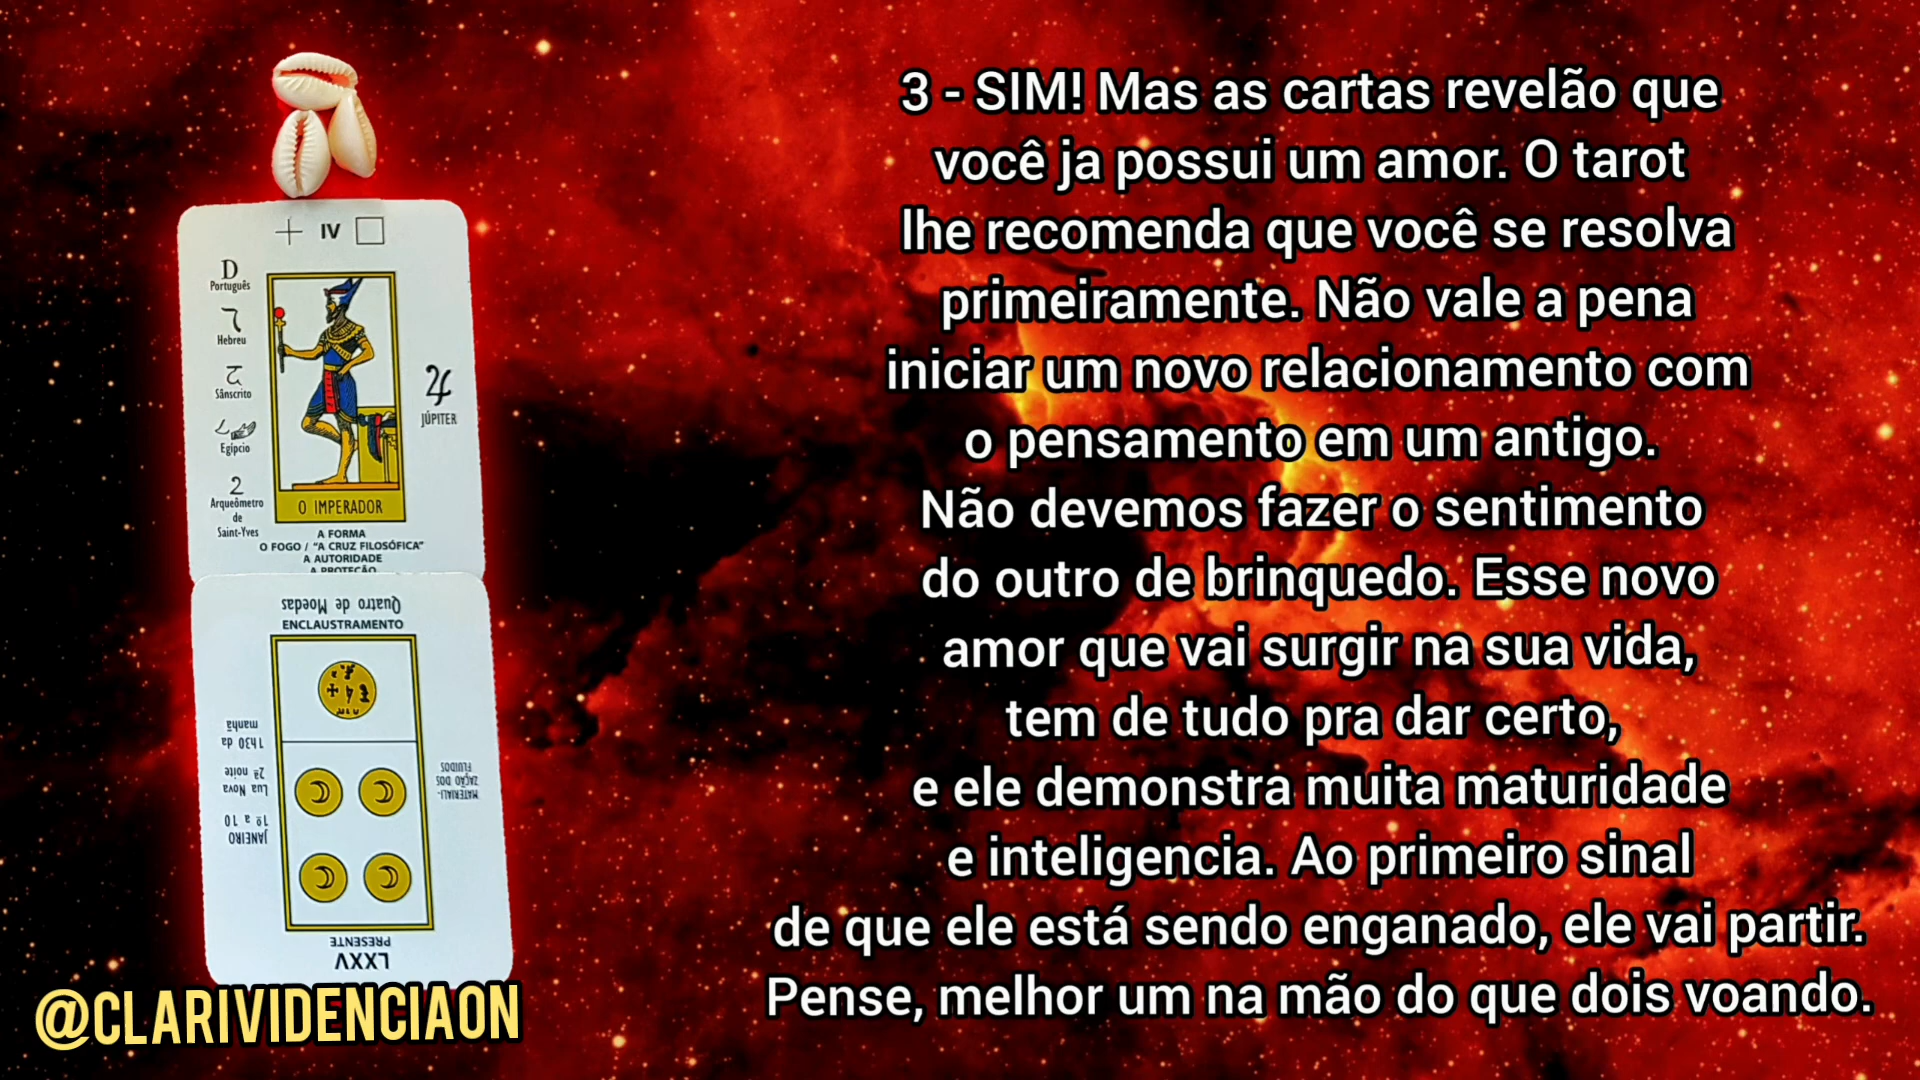 3 - SIM! Mas as cartas revelão que
você ja possui um amor. O tarot
lhe recomenda que você se resolva
primeiramente. Não vale a pena
iniciar um novo relacionamento com
o pensamento em um antigo.
Não devemos fazer o sentimento
do outro de brinquedo. Esse novo
amor que vai surgir na sua vida,
tem de tudo pra dar certo,
e ele demonstra muita maturidade
e inteligencia. Ao primeiro sinal
de que ele está sendo enganado, ele vai partir.
Pense, melhor um na mão do que dois voando.
IV
D
Português
Hebreu
Sânscrito
Egípcio
2
Arqueômetro
de
Saint-Yves
JÚPITER
O IMPERADOR
A FORMA
O FOGO / "A CRUZ FILOSÓFICA"
A AUTORIDADE
A PROTEÇÃO
Quatro de Moedas
ENCLAUSTRAMENTO
1h30 da
manhã
Lua Nova
2ª noite
JANEIRO
1º a 10
MATERIALI-
ZAÇÃO DOS
FLUIDOS
PRESENTE
LXXV
@CLARIVIDENCIAON